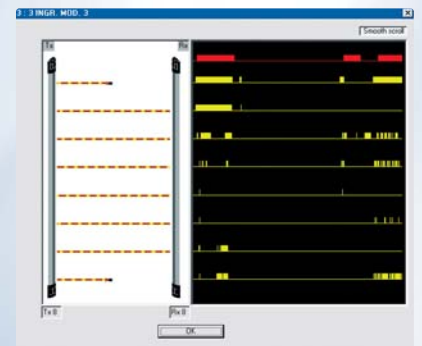 3 : 3 INGR. MOD. 3
Smooth scroll
Tx Rx
Tx 8 Rx 8
OK